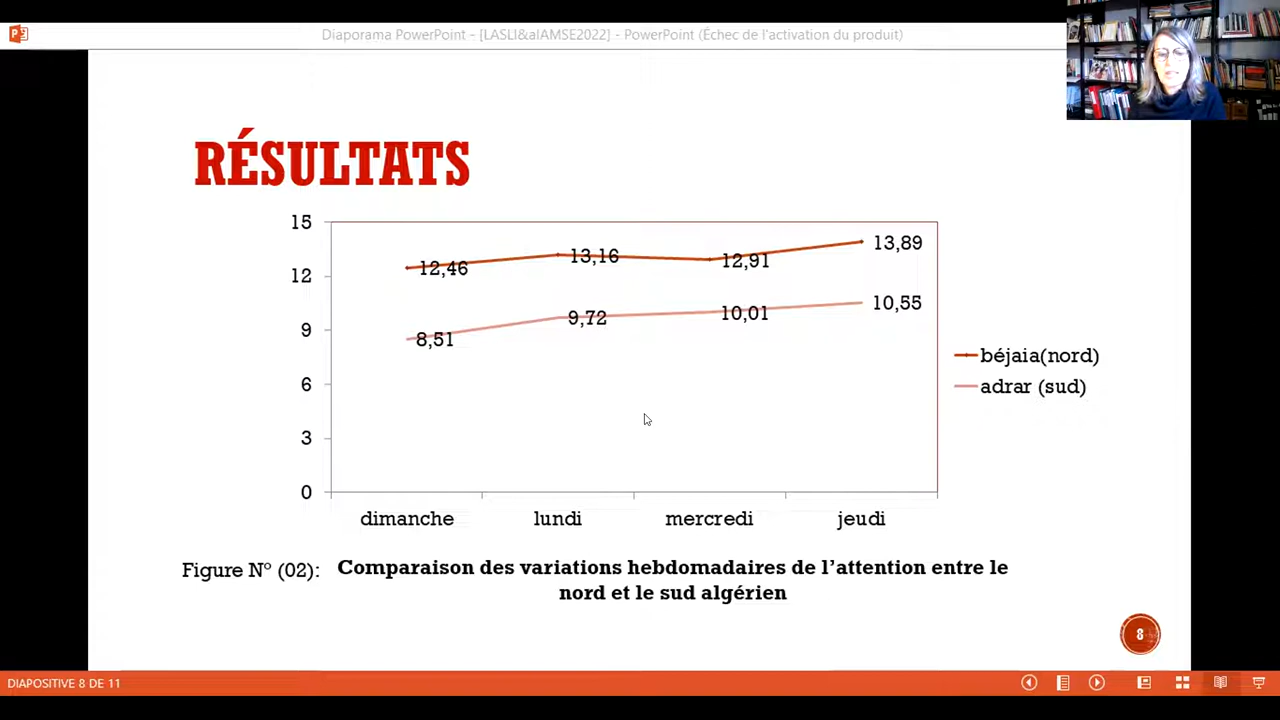 Diaporama PowerPoint - [LASLI&alAMSE2022] - PowerPoint (Échec de l'activation du produit)
RÉSULTATS
15
12
9
6
3
0
12,46
13,16
12,91
13,89
8,51
9,72
10,01
10,55
béjaia(nord)
adrar (sud)
dimanche lundi mercredi jeudi
Figure N° (02): Comparaison des variations hebdomadaires de l'attention entre le
nord et le sud algérien
8
DIAPOSITIVE 8 DE 11